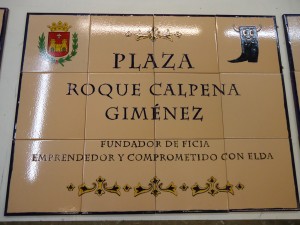 PLAZA
ROQUE CALPENA
GIMÉNEZ
FUNDADOR DE FICIA
EMPRENDEDOR Y COMPROMETIDO CON ELDA